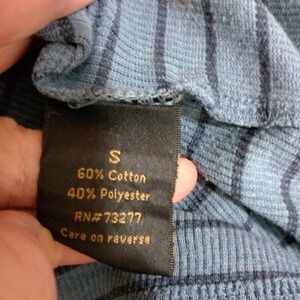 S
60% Cotton
40% Polyester
RN#73277
Care on reverse